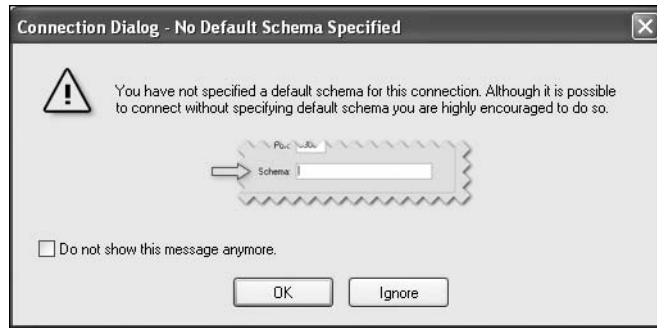 Connection Dialog - No Default Schema Specified
You have not specified a default schema for this connection. Although it is possible
to connect without specifying default schema you are highly encouraged to do so.
Schema:
Do not show this message anymore.
OK
Ignore